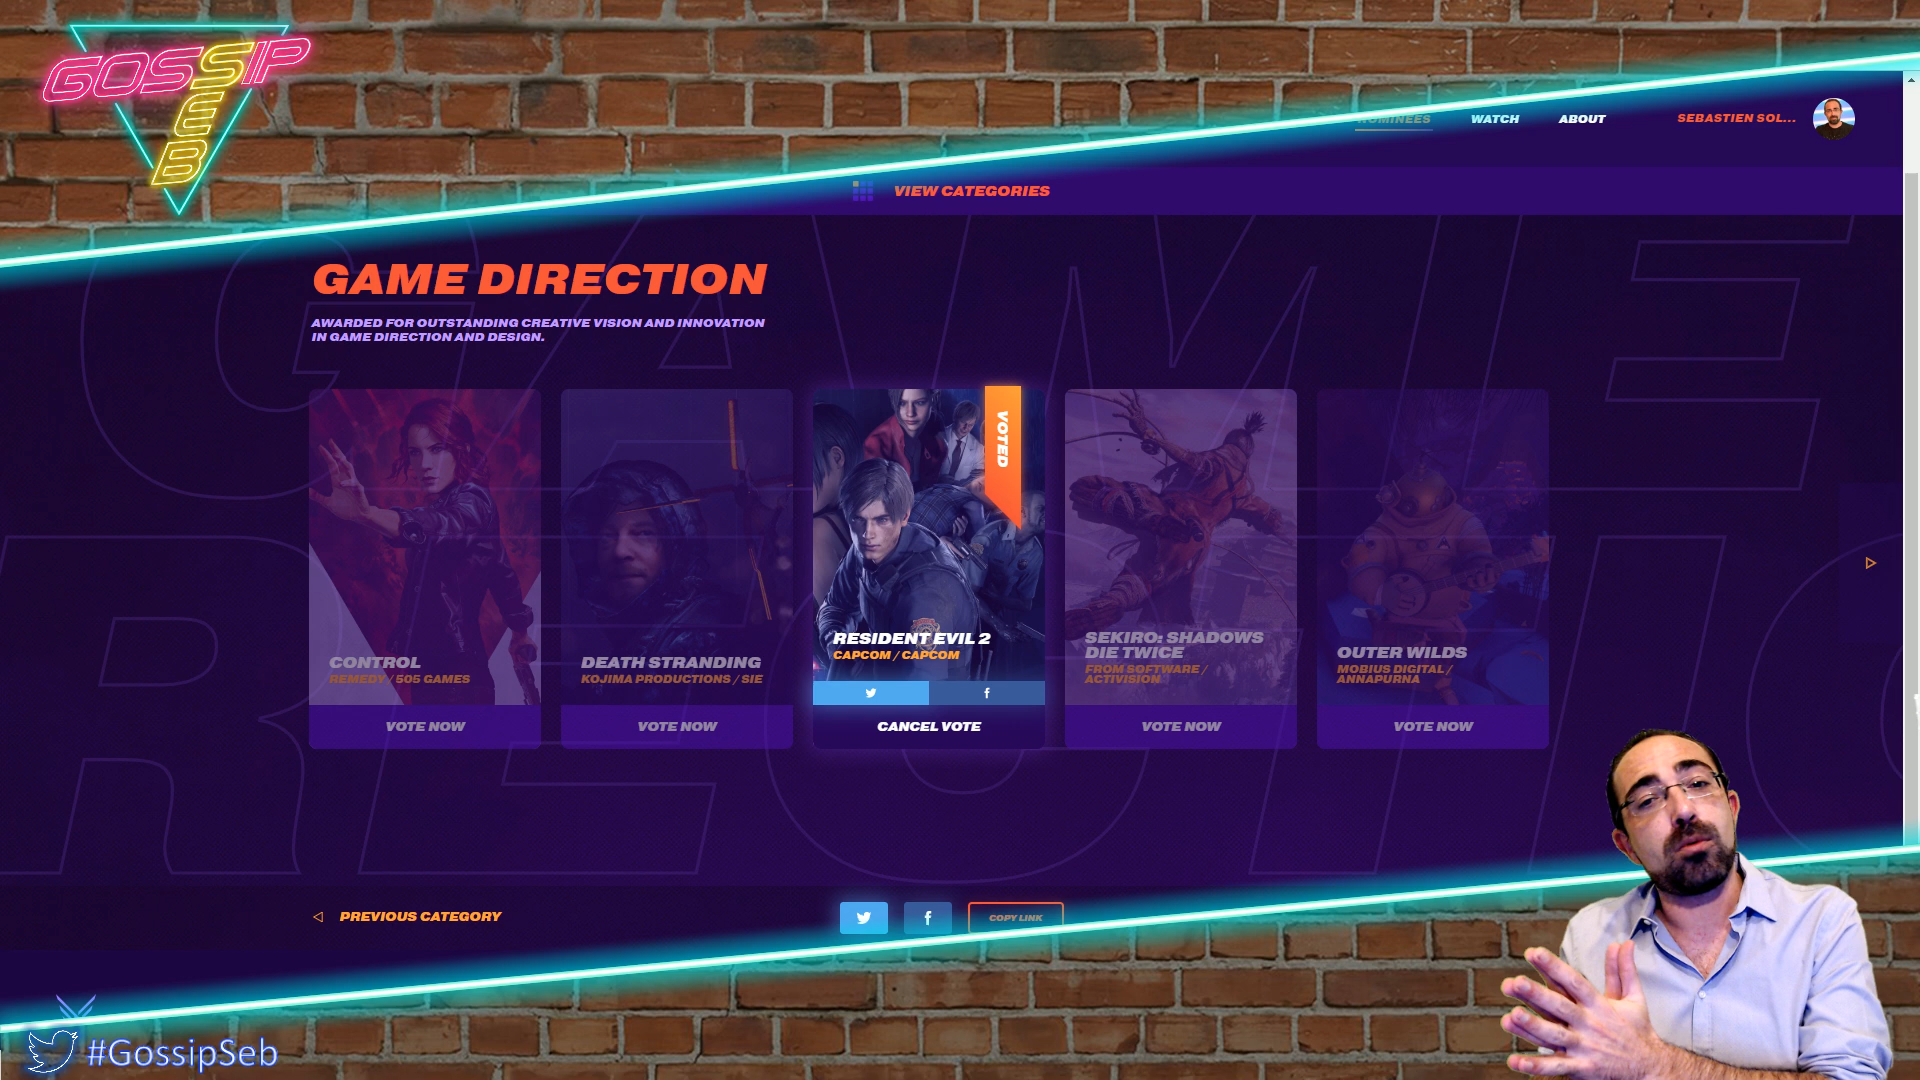 GOSSIP
SEB
NOMINEES
WATCH
ABOUT
SEBASTIEN SOL...
VIEW CATEGORIES
GAME DIRECTION
AWARDED FOR OUTSTANDING CREATIVE VISION AND INNOVATION
IN GAME DIRECTION AND DESIGN.
CONTROL
REMEDY / 505 GAMES
VOTE NOW
DEATH STRANDING
KOJIMA PRODUCTIONS / SIE
VOTE NOW
VOTED
RESIDENT EVIL 2
CAPCOM / CAPCOM
CANCEL VOTE
SEKIRO: SHADOWS
DIE TWICE
FROM SOFTWARE /
ACTIVISION
VOTE NOW
OUTER WILDS
MOBIUS DIGITAL /
ANNAPURNA
VOTE NOW
PREVIOUS CATEGORY
COPY LINK
#GossipSeb